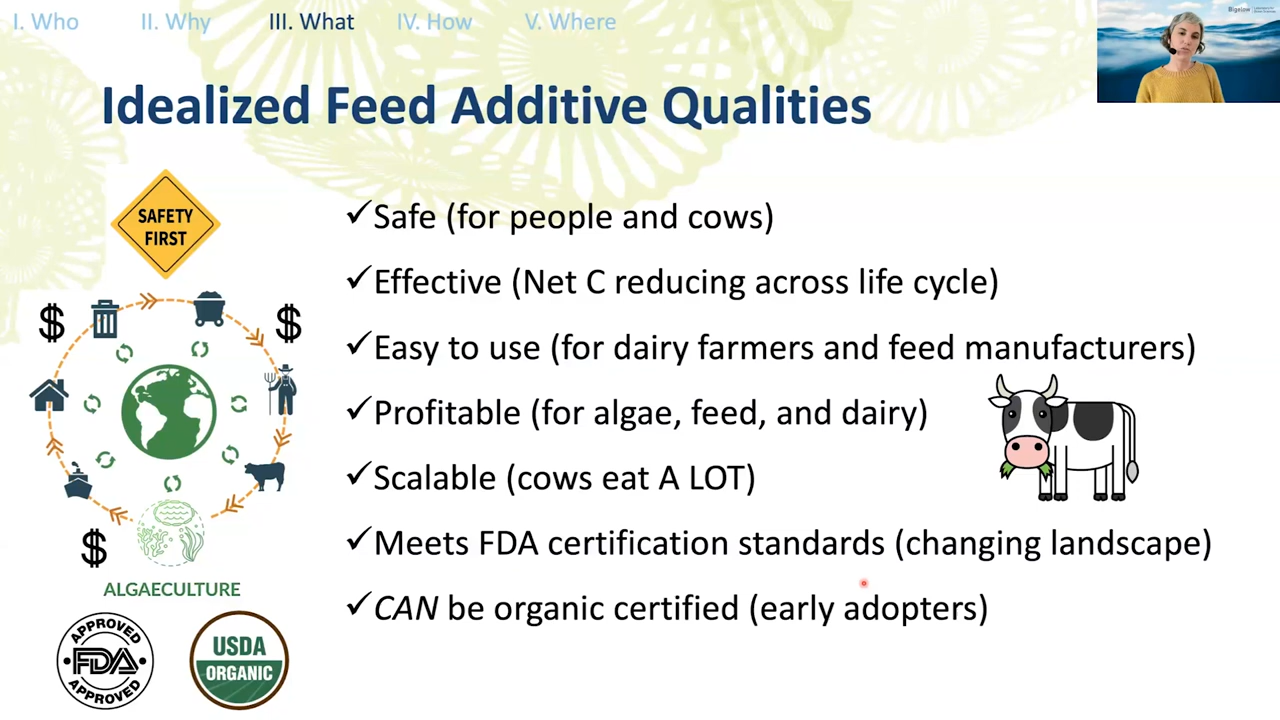 I. Who II. Why III. What IV. How V. Where
Bigelow
Idealized Feed Additive Qualities
SAFETY
FIRST
✓Safe (for people and cows)
✓Effective (Net C reducing across life cycle)
✓Easy to use (for dairy farmers and feed manufacturers)
✓Profitable (for algae, feed, and dairy)
✓Scalable (cows eat A LOT)
✓Meets FDA certification standards (changing landscape)
✓CAN be organic certified (early adopters)
$ $
$
ALGAECULTURE
APPROVED
FDA
APPROVED
USDA
ORGANIC